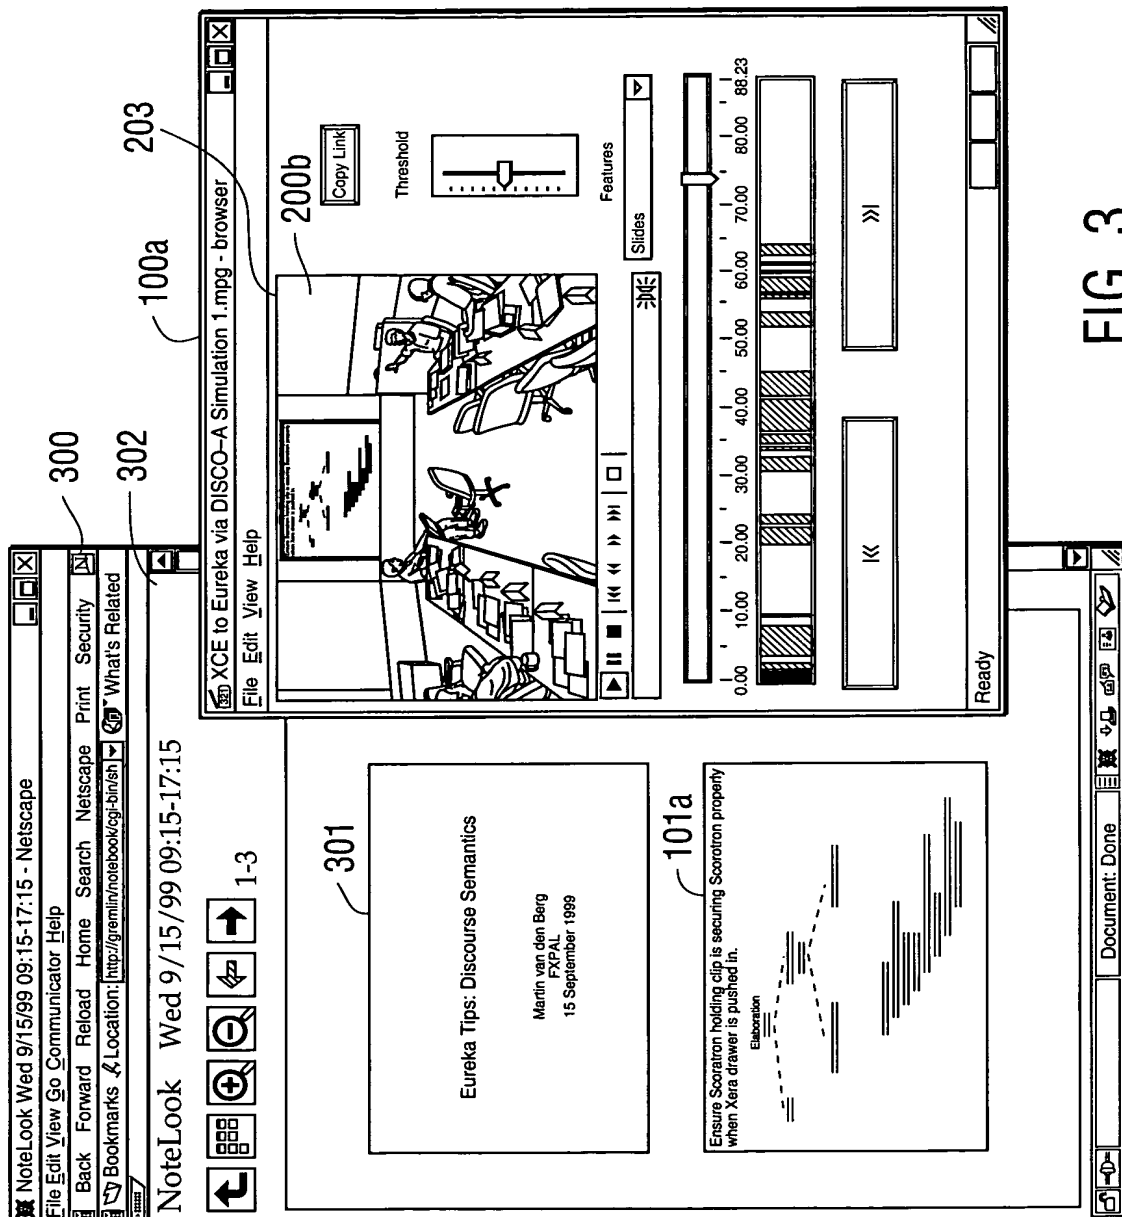 NoteLook Wed 9/15/99 09:15-17:15 - Netscape
File Edit View Go Communicator Help
Back Forward Reload Home Search Netscape Print Security
N
Bookmarks Location: http://gremlin/notebook/cgi-bin/sh What's Related
NoteLook Wed 9/15/99 09:15-17:15
1-3
300
302
301
Eureka Tips: Discourse Semantics
Martin van den Berg
FXPAL
15 September 1999
101a
Ensure Scoratron holding clip is securing Scorotron properly
when Xera drawer is pushed in.
Elaboration
Document: Done
100a
203
200b
321 XCE to Eureka via DISCO–A Simulation 1.mpg - browser
File Edit View Help
Copy Link
Threshold
Features
Slides
0.00 10.00 20.00 30.00 40.00 50.00 60.00 70.00 80.00 88.23
Ready
FIG. 3